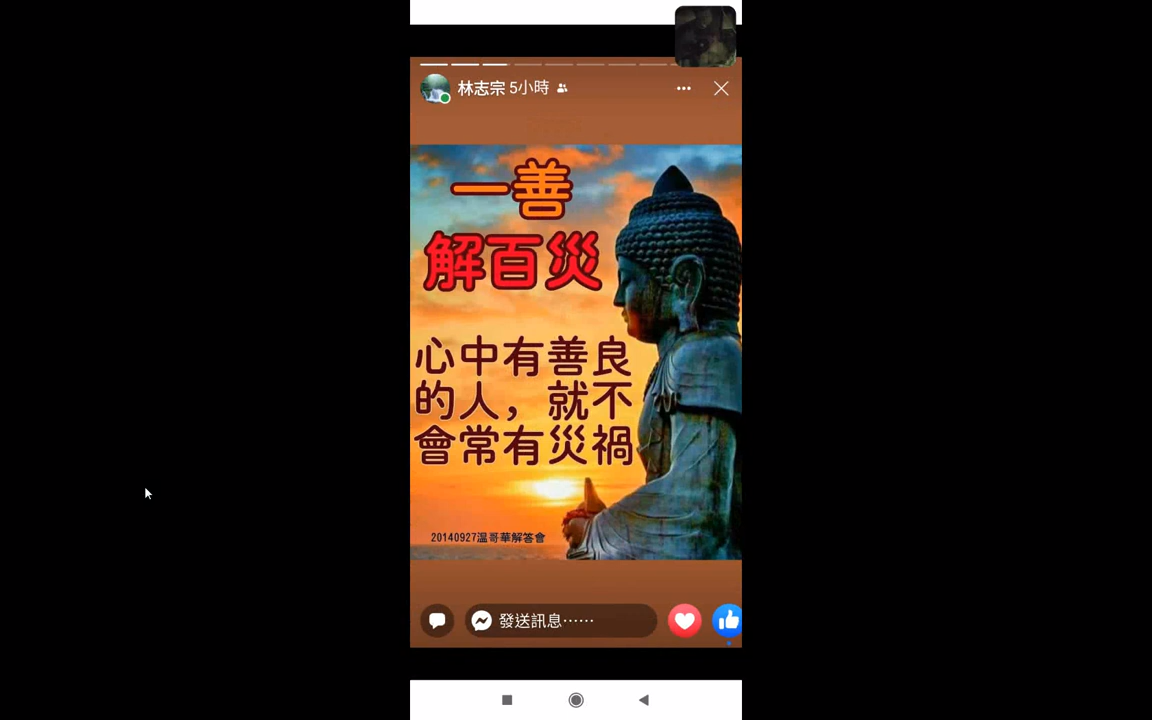 林志宗 5小時
一善
解百災
心中有善良
的人，就不
會常有災禍
20140927温哥華解答會
發送訊息……